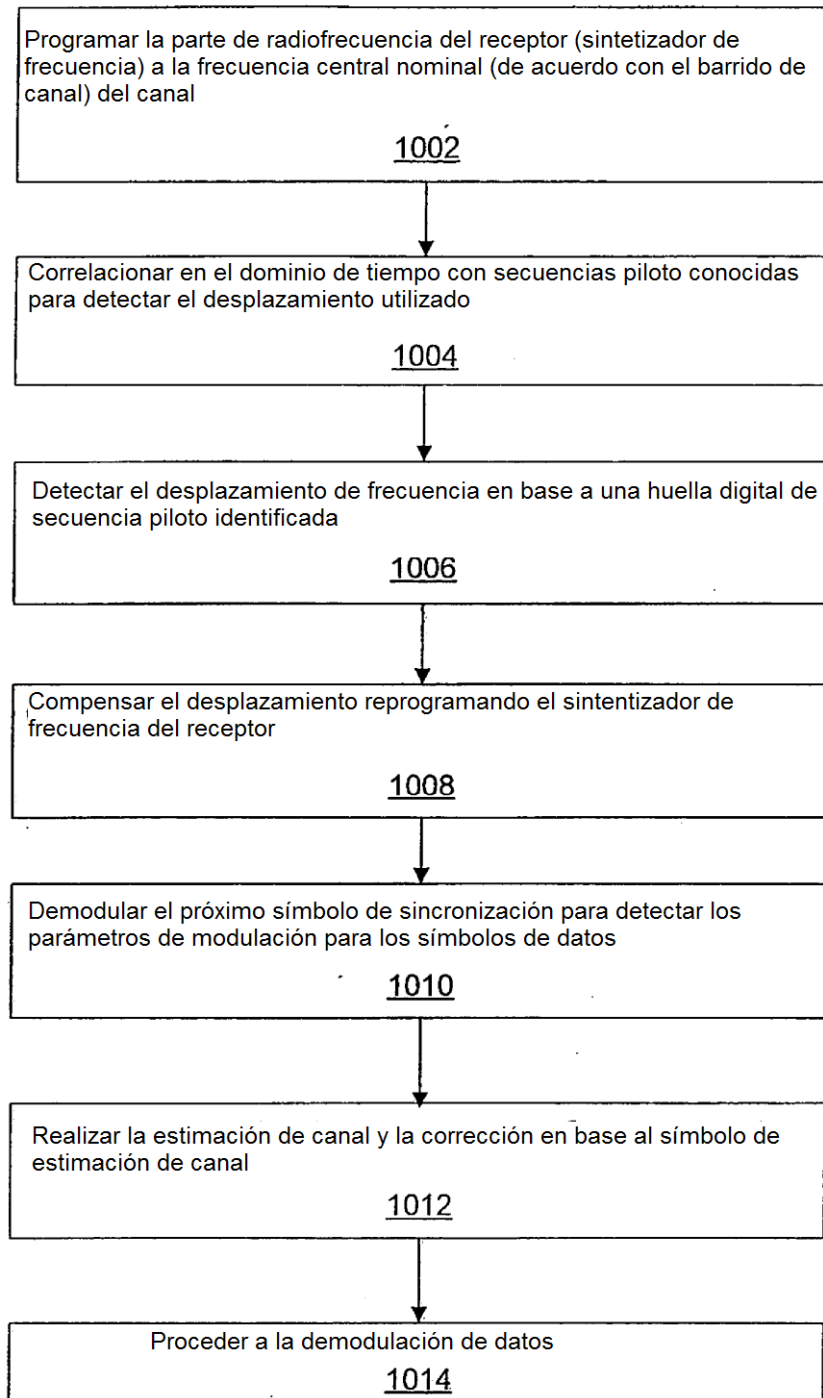 Programar la parte de radiofrecuencia del receptor (sintetizador de
frecuencia) a la frecuencia central nominal (de acuerdo con el barrido de
canal) del canal
1002
Correlacionar en el dominio de tiempo con secuencias piloto conocidas
para detectar el desplazamiento utilizado
1004
Detectar el desplazamiento de frecuencia en base a una huella digital de
secuencia piloto identificada
1006
Compensar el desplazamiento reprogramando el sintentizador de
frecuencia del receptor
1008
Demodular el próximo símbolo de sincronización para detectar los
parámetros de modulación para los símbolos de datos
1010
Realizar la estimación de canal y la corrección en base al símbolo de
estimación de canal
1012
Proceder a la demodulación de datos
1014